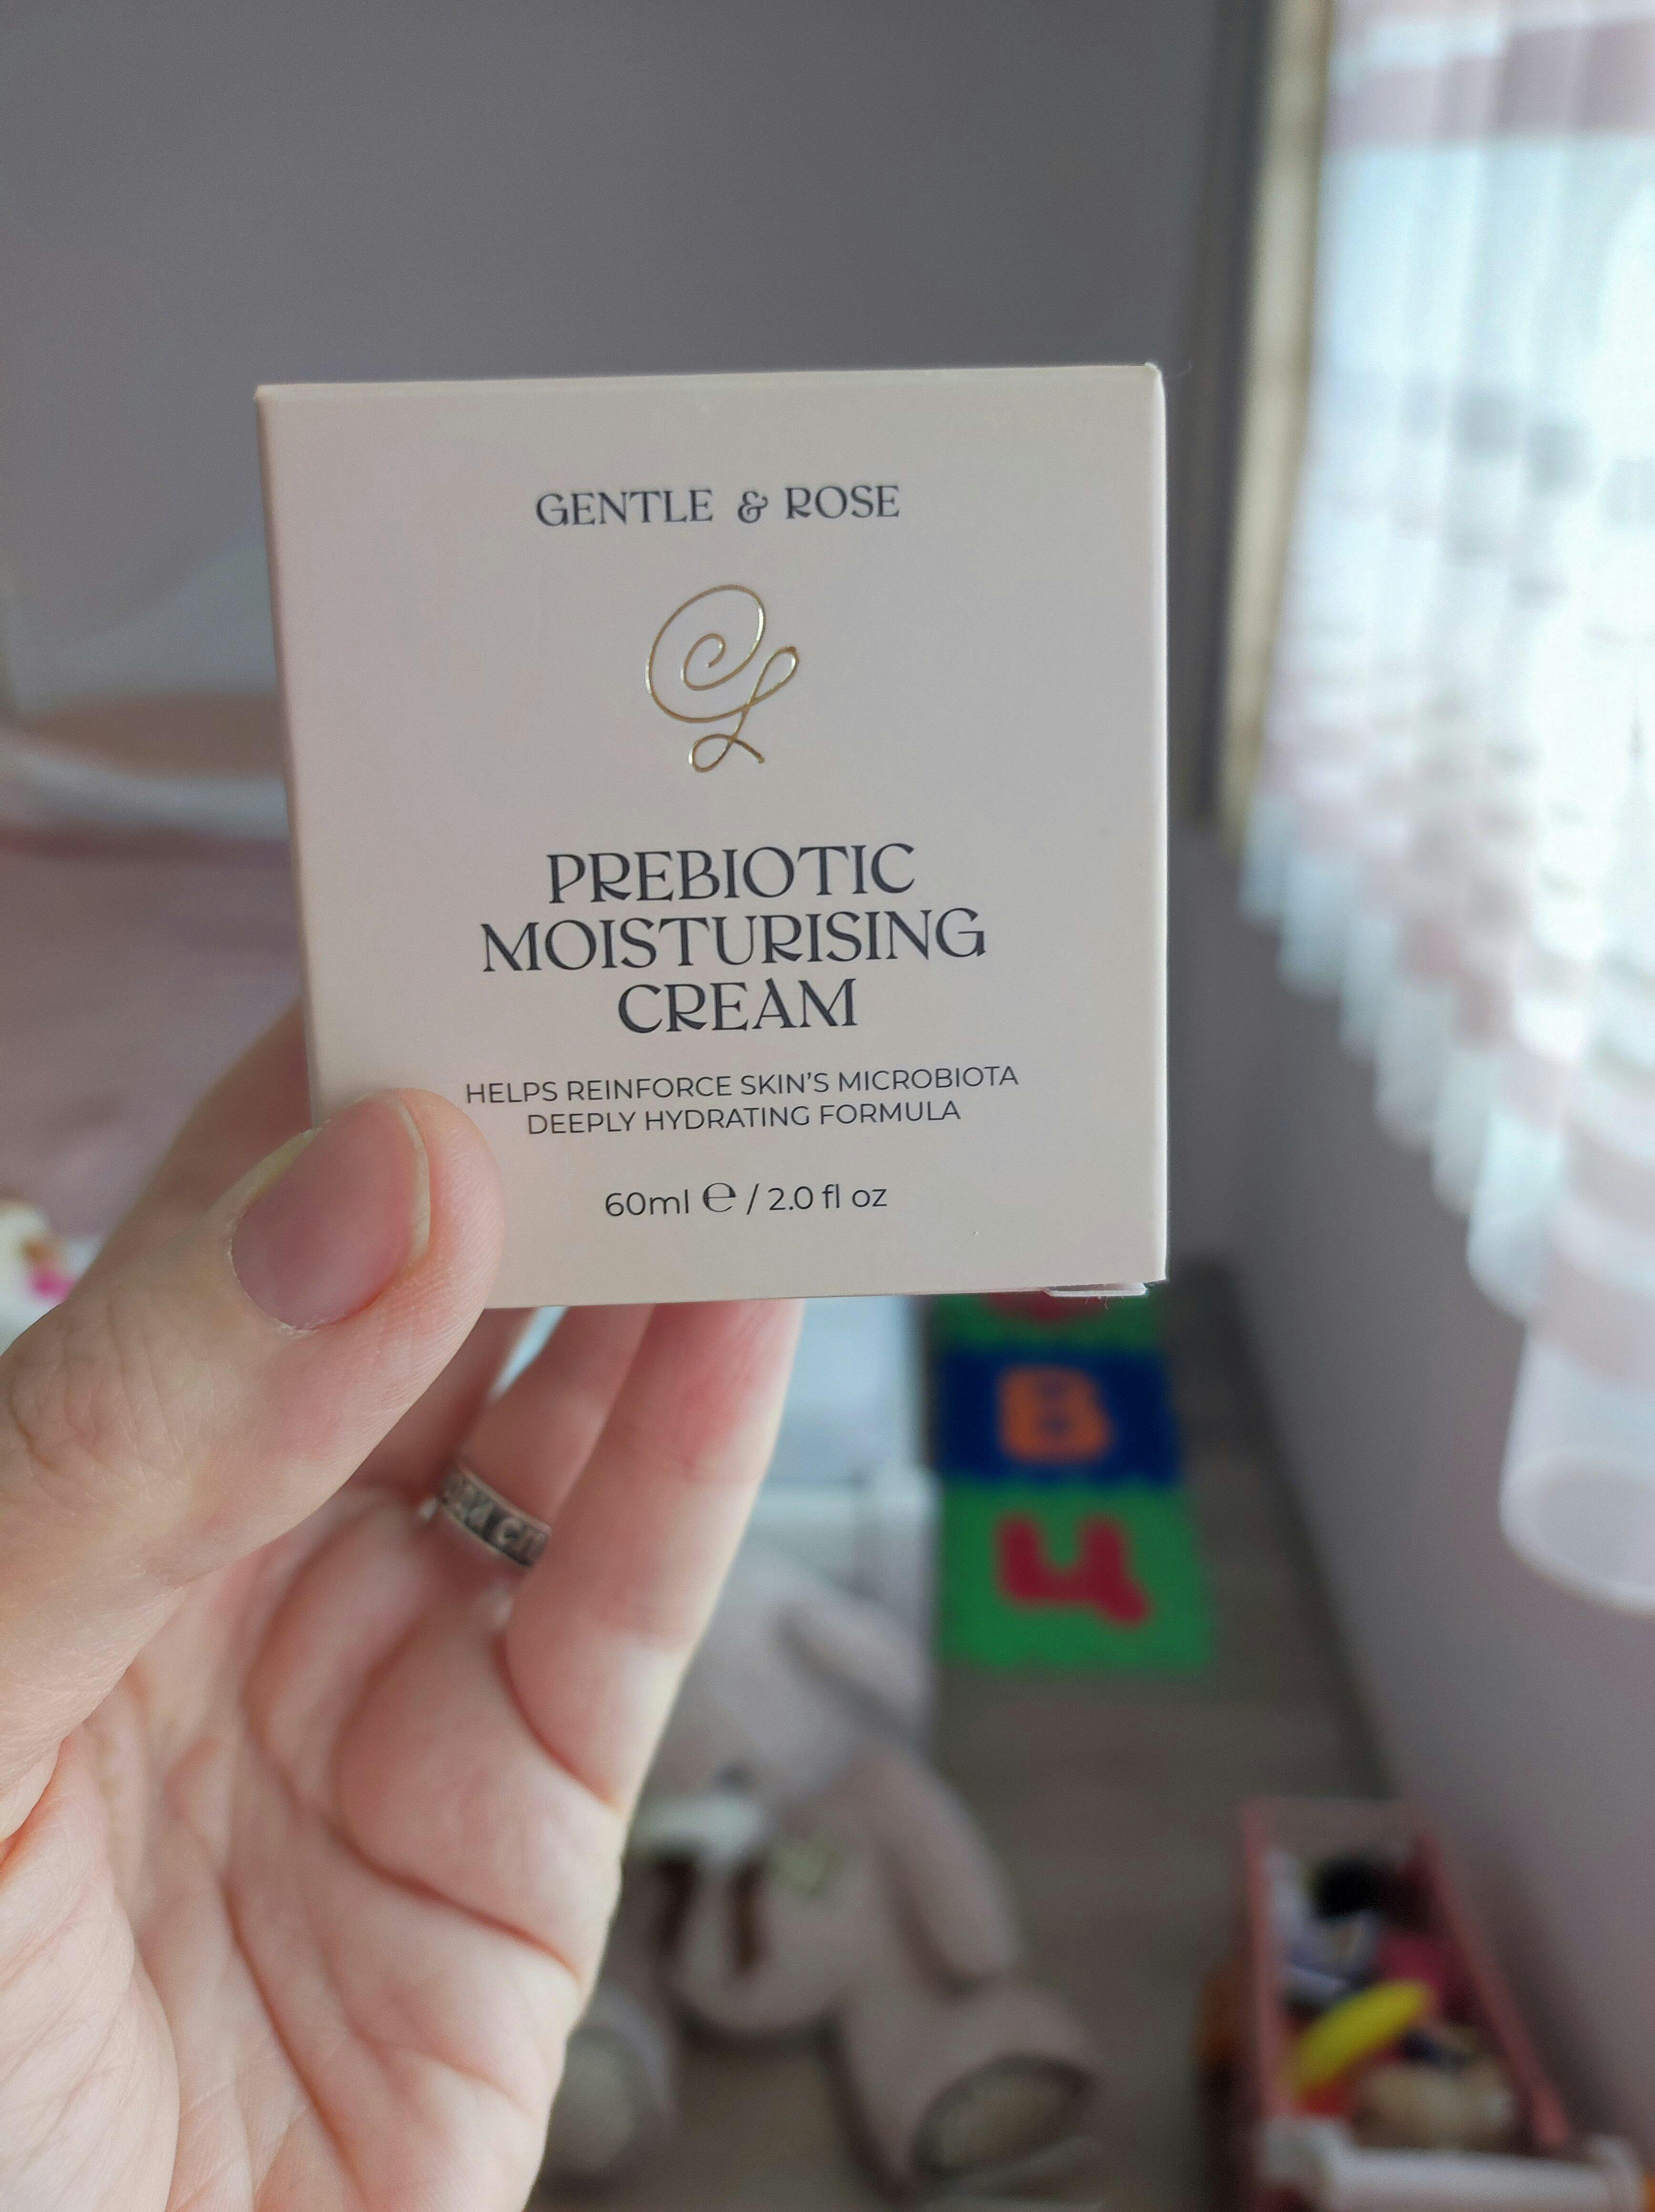 GENTLE & ROSE
PREBIOTIC
MOISTURISING
CREAM
HELPS REINFORCE SKIN'S MICROBIOTA
DEEPLY HYDRATING FORMULA
60ml ℮ / 2.0 fl oz
В
Ч